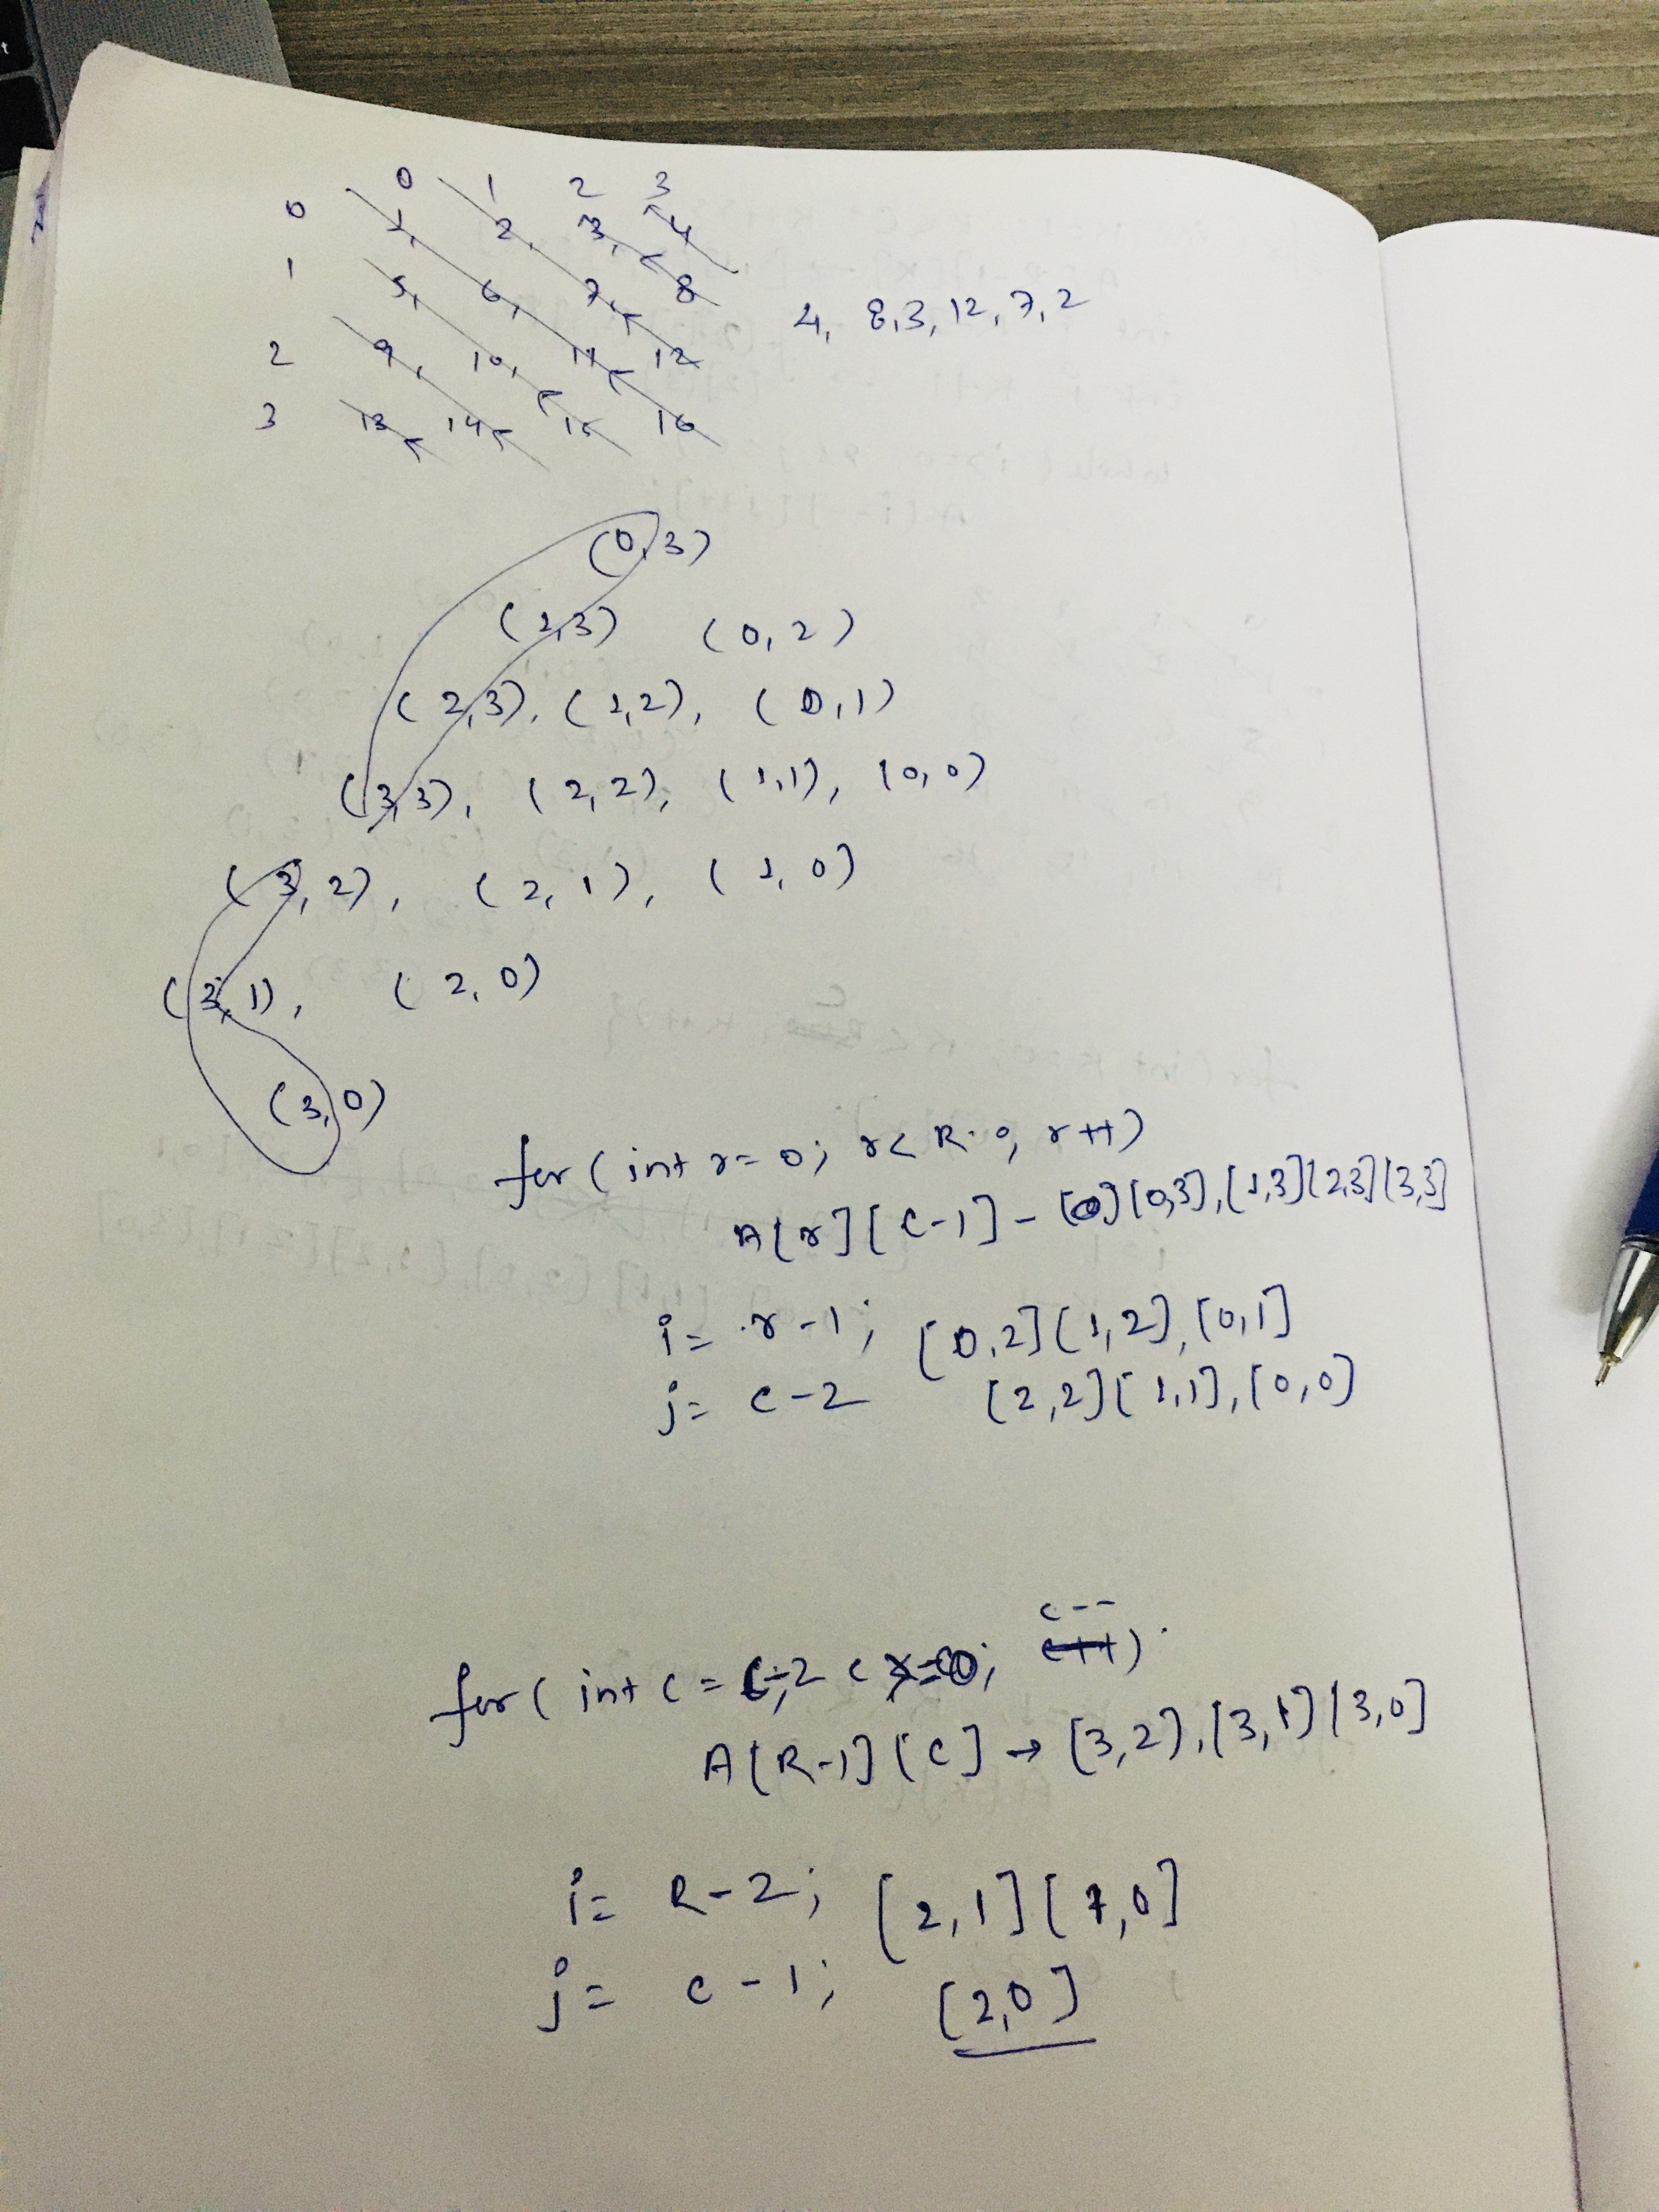 0 1 2 3
0 1, 2, 3, 4
1 5, 6, 7, 8
4, 8,3, 12, 7, 2
2 9, 10, 11 12
3 13 14 15 16
(0,3)
(1,3) (0,2)
(2,3), (1,2), (0,1)
(3,3), (2,2), (1,1), (0,0)
(3,2), (2,1), (1,0)
(3,1), (2,0)
(3,0)
for (int r=0; r<R; r++)
A[r][C-1] - [0,3], [1,3] [2,3] [3,3]
i= r-1; [0,2] [1,2], [0,1]
j= c-2 [2,2] [1,1], [0,0]
c--
for ( int c = C-2 c >=0; c++)
A[R-1][C] → [3,2), [3,1] [3,0]
i= R-2; [2,1] [1,0]
j= c-1; [2,0]